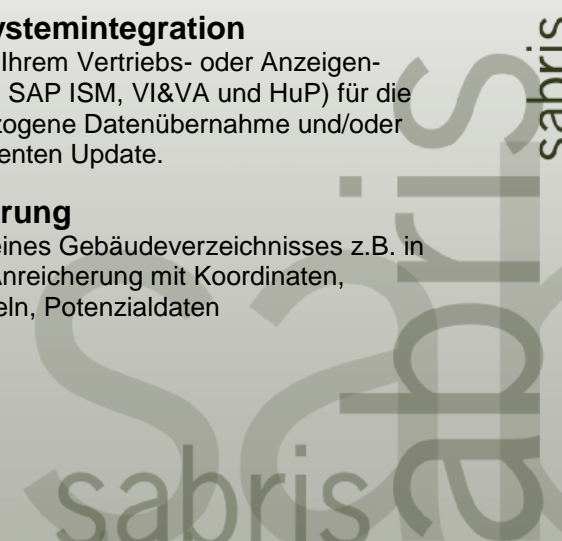 ystemintegration
Ihrem Vertriebs- oder Anzeigen-
SAP ISM, VI&VA und HuP) für die
zogene Datenübernahme und/oder
enten Update.
rung
eines Gebäudeverzeichnisses z.B. in
Anreicherung mit Koordinaten,
eln, Potenzialdaten
sabris
sabris